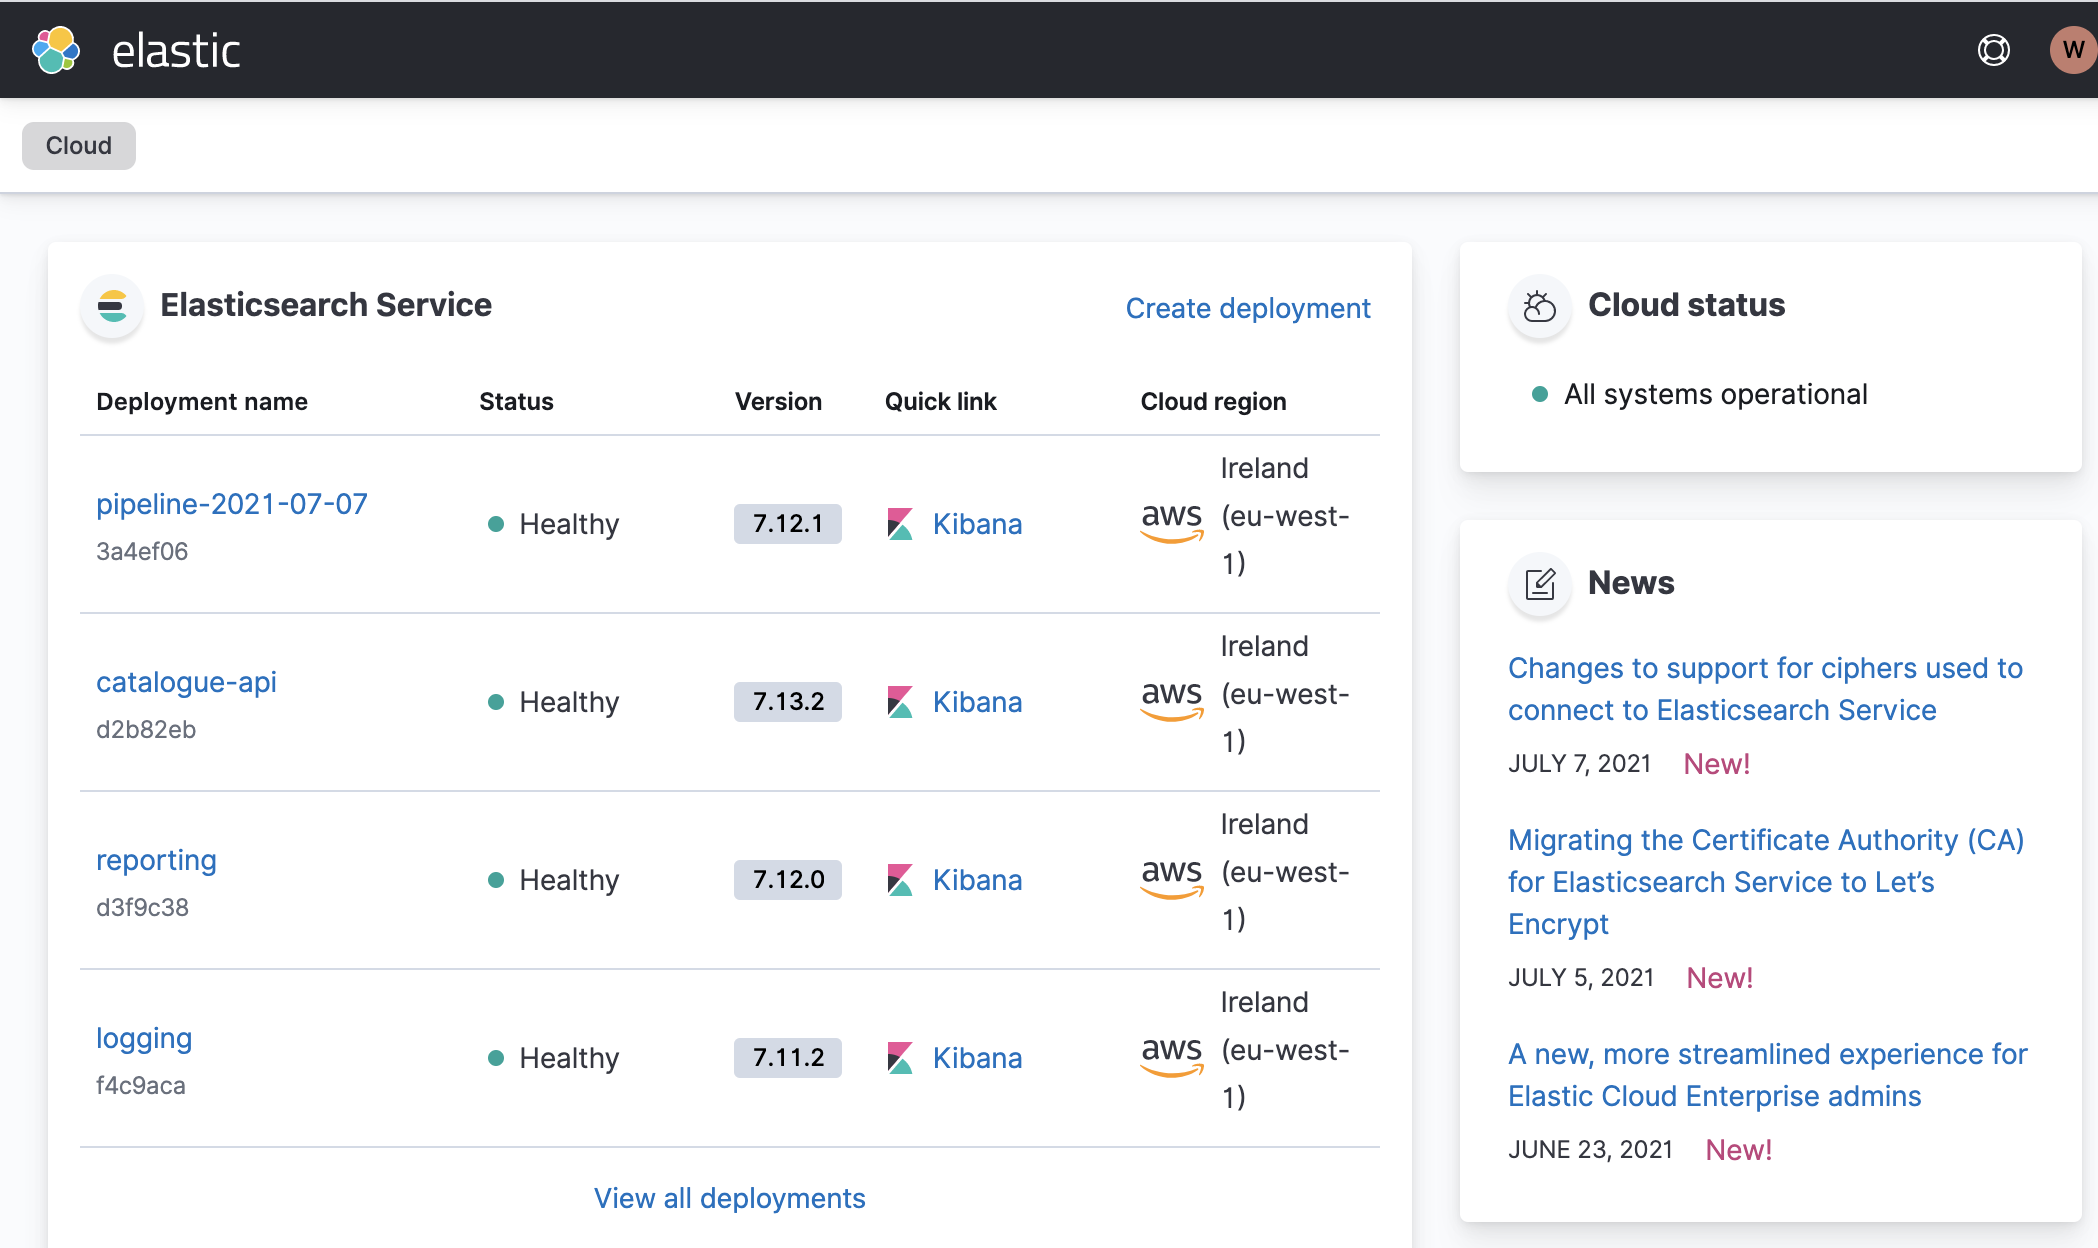 elastic
W
Cloud
Elasticsearch Service
Create deployment
Deployment name Status Version Quick link Cloud region
pipeline-2021-07-07
3a4ef06
Healthy
7.12.1
Kibana
aws
Ireland
(eu-west-
1)
catalogue-api
d2b82eb
Healthy
7.13.2
Kibana
aws
Ireland
(eu-west-
1)
reporting
d3f9c38
Healthy
7.12.0
Kibana
aws
Ireland
(eu-west-
1)
logging
f4c9aca
Healthy
7.11.2
Kibana
aws
Ireland
(eu-west-
1)
View all deployments
Cloud status
All systems operational
News
Changes to support for ciphers used to
connect to Elasticsearch Service
JULY 7, 2021 New!
Migrating the Certificate Authority (CA)
for Elasticsearch Service to Let’s
Encrypt
JULY 5, 2021 New!
A new, more streamlined experience for
Elastic Cloud Enterprise admins
JUNE 23, 2021 New!